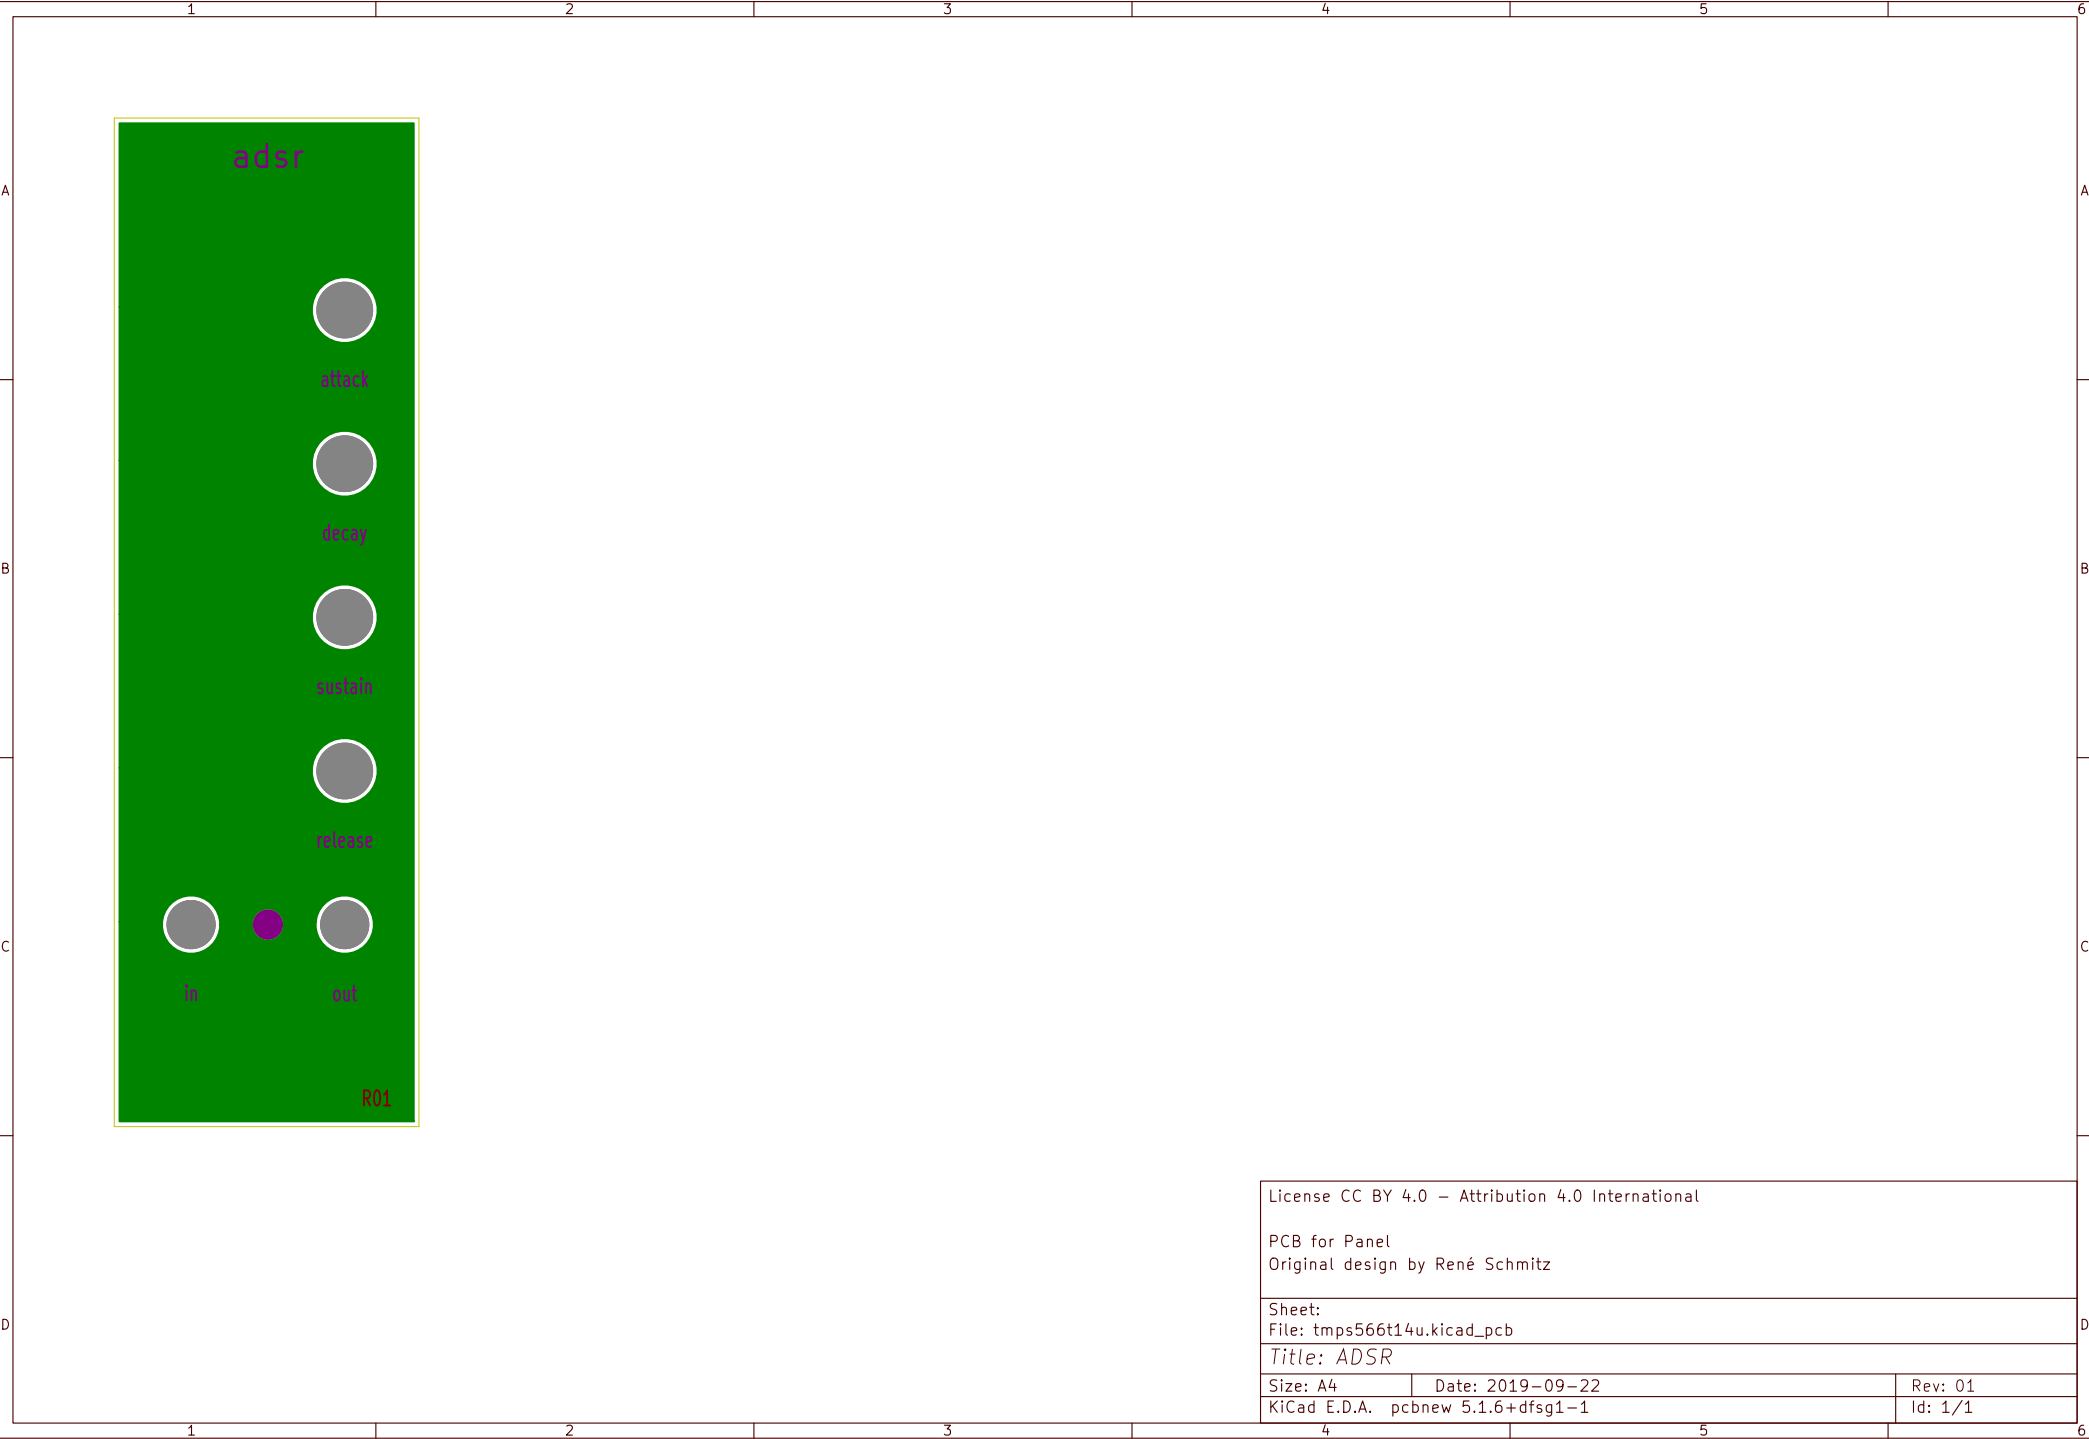 1 2 3 4 5 6
A A
B B
C C
D D
adsr
attack
decay
sustain
release
in out
R01
License CC BY 4.0 - Attribution 4.0 International
PCB for Panel
Original design by René Schmitz
Sheet:
File: tmps566t14u.kicad_pcb
Title: ADSR
Size: A4 Date: 2019-09-22 Rev: 01
KiCad E.D.A. pcbnew 5.1.6+dfsg1-1 Id: 1/1
1 2 3 4 5 6